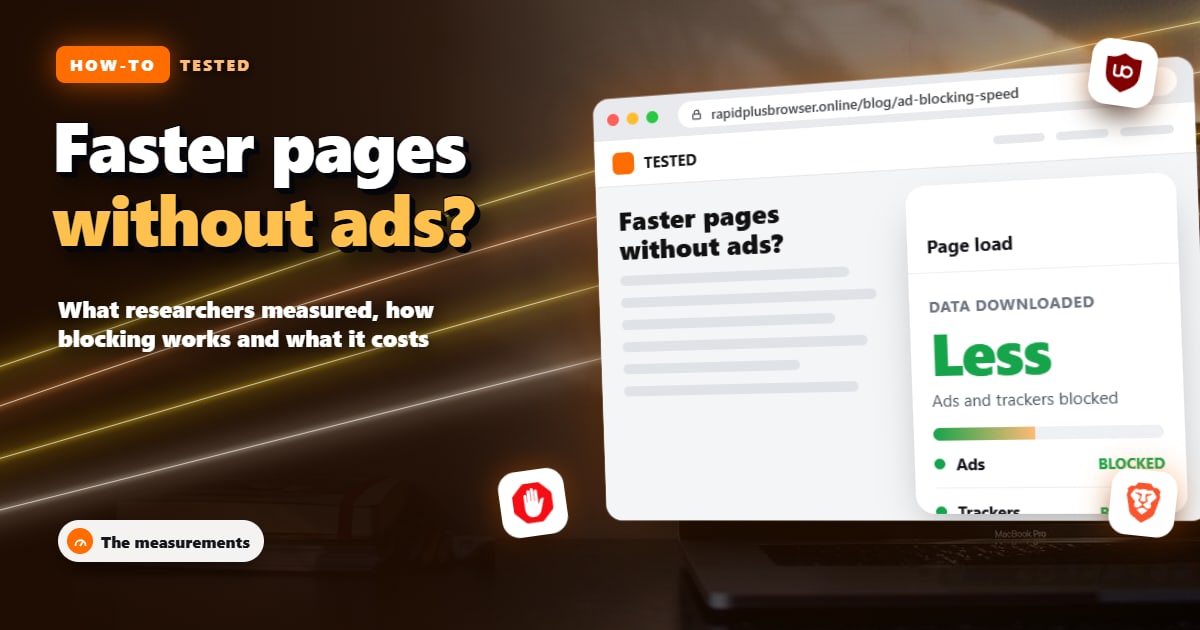 HOW-TO TESTED
Faster pages
without ads?
What researchers measured, how
blocking works and what it costs
The measurements
rapidplusbrowser.online/blog/ad-blocking-speed
TESTED
Faster pages
without ads?
Page load
DATA DOWNLOADED
Less
Ads and trackers blocked
Ads BLOCKED
Trackers
MacBook Pro